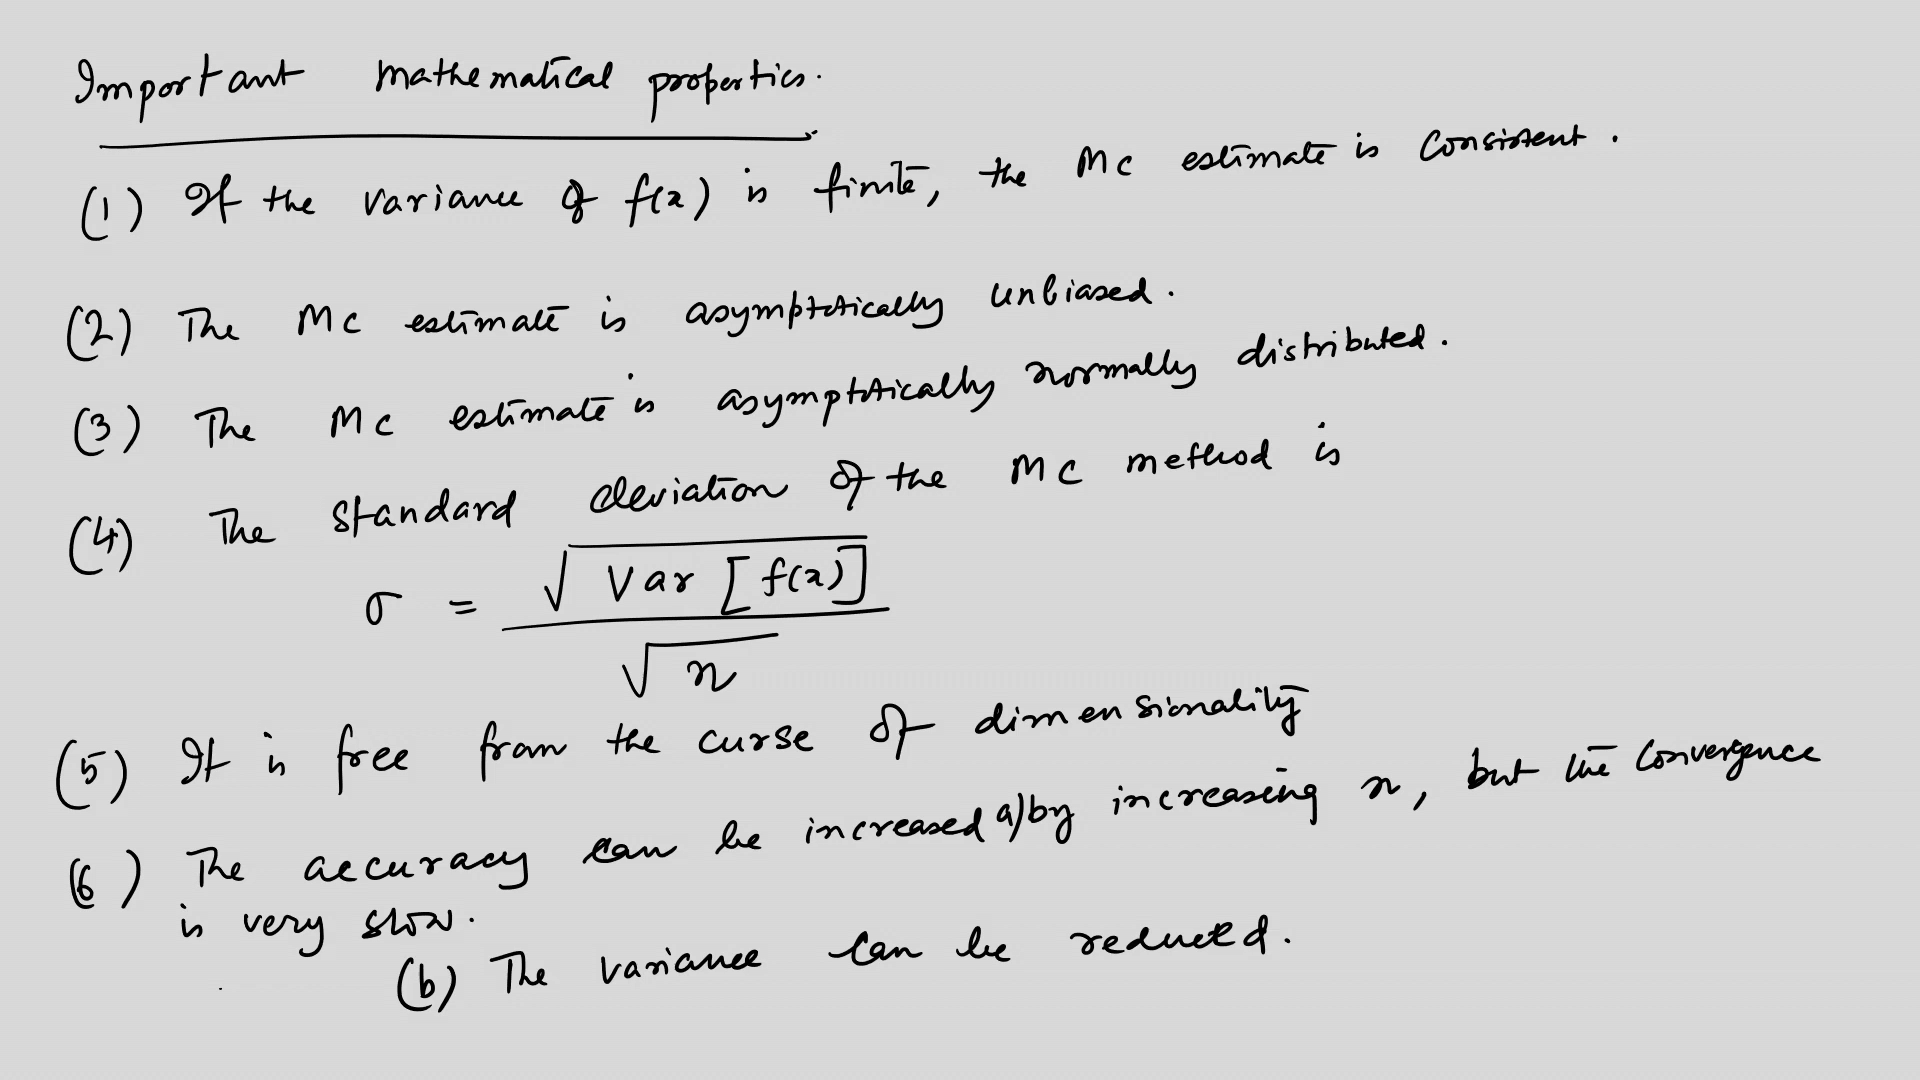 Important Mathematical properties.
(1) If the variance of f(x) is finite, the MC estimate is consistent.
(2) The MC estimate is asymptotically unbiased.
(3) The MC estimate is asymptotically normally distributed.
(4) The standard deviation of the MC method is
σ = √Var [f(x)] / √n
(5) It is free from the curse of dimensionality
(6) The accuracy can be increased a) by increasing n, but the convergence
is very slow.
(b) The variance can be reduced.